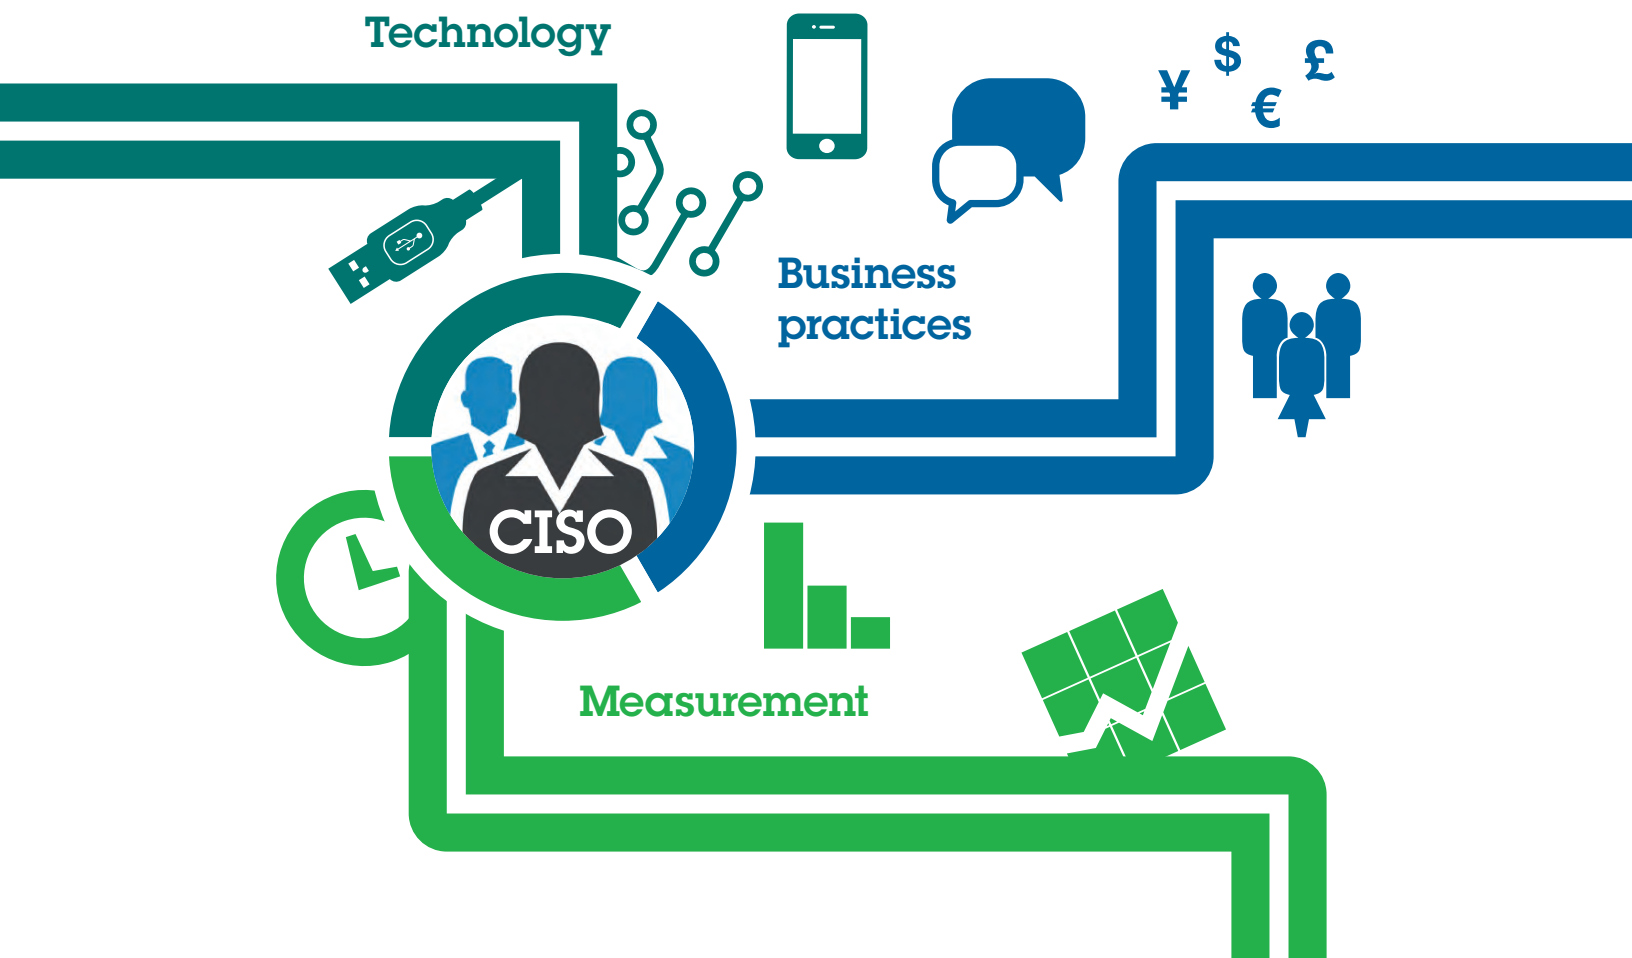 Technology
¥ $ € £
Business
practices
CISO
Measurement